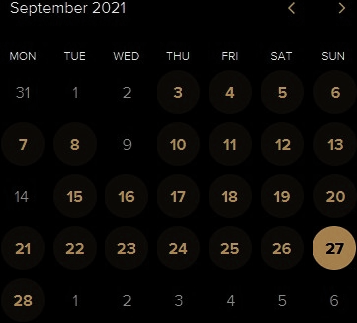 September 2021
MON TUE WED THU FRI SAT SUN
31 1 2 3 4 5 6
7 8 9 10 11 12 13
14 15 16 17 18 19 20
21 22 23 24 25 26 27
28 1 2 3 4 5 6